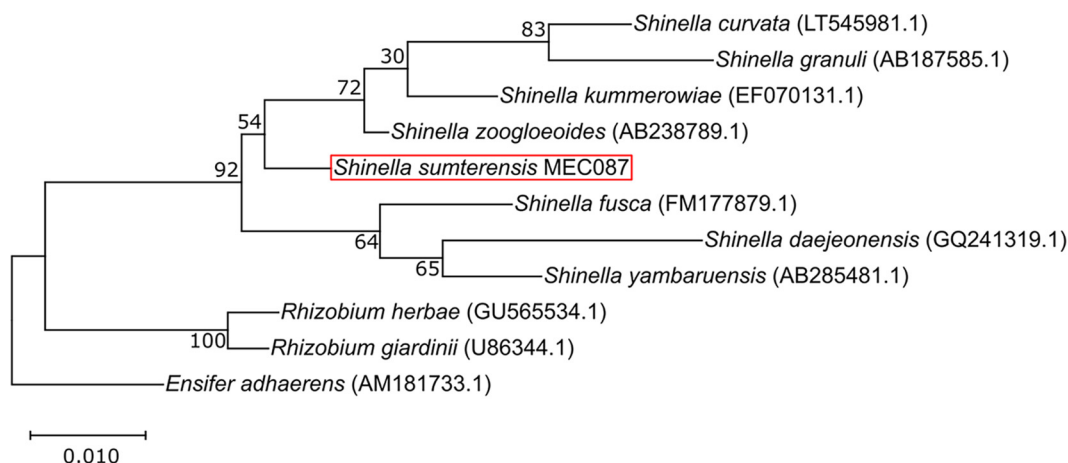 83
Shinella curvata (LT545981.1)
30
Shinella granuli (AB187585.1)
72
Shinella kummerowiae (EF070131.1)
54
Shinella zoogloeoides (AB238789.1)
92
Shinella sumterensis MEC087
Shinella fusca (FM177879.1)
64
Shinella daejeonensis (GQ241319.1)
65
Shinella yambaruensis (AB285481.1)
Rhizobium herbae (GU565534.1)
100
Rhizobium giardinii (U86344.1)
Ensifer adhaerens (AM181733.1)
0.010